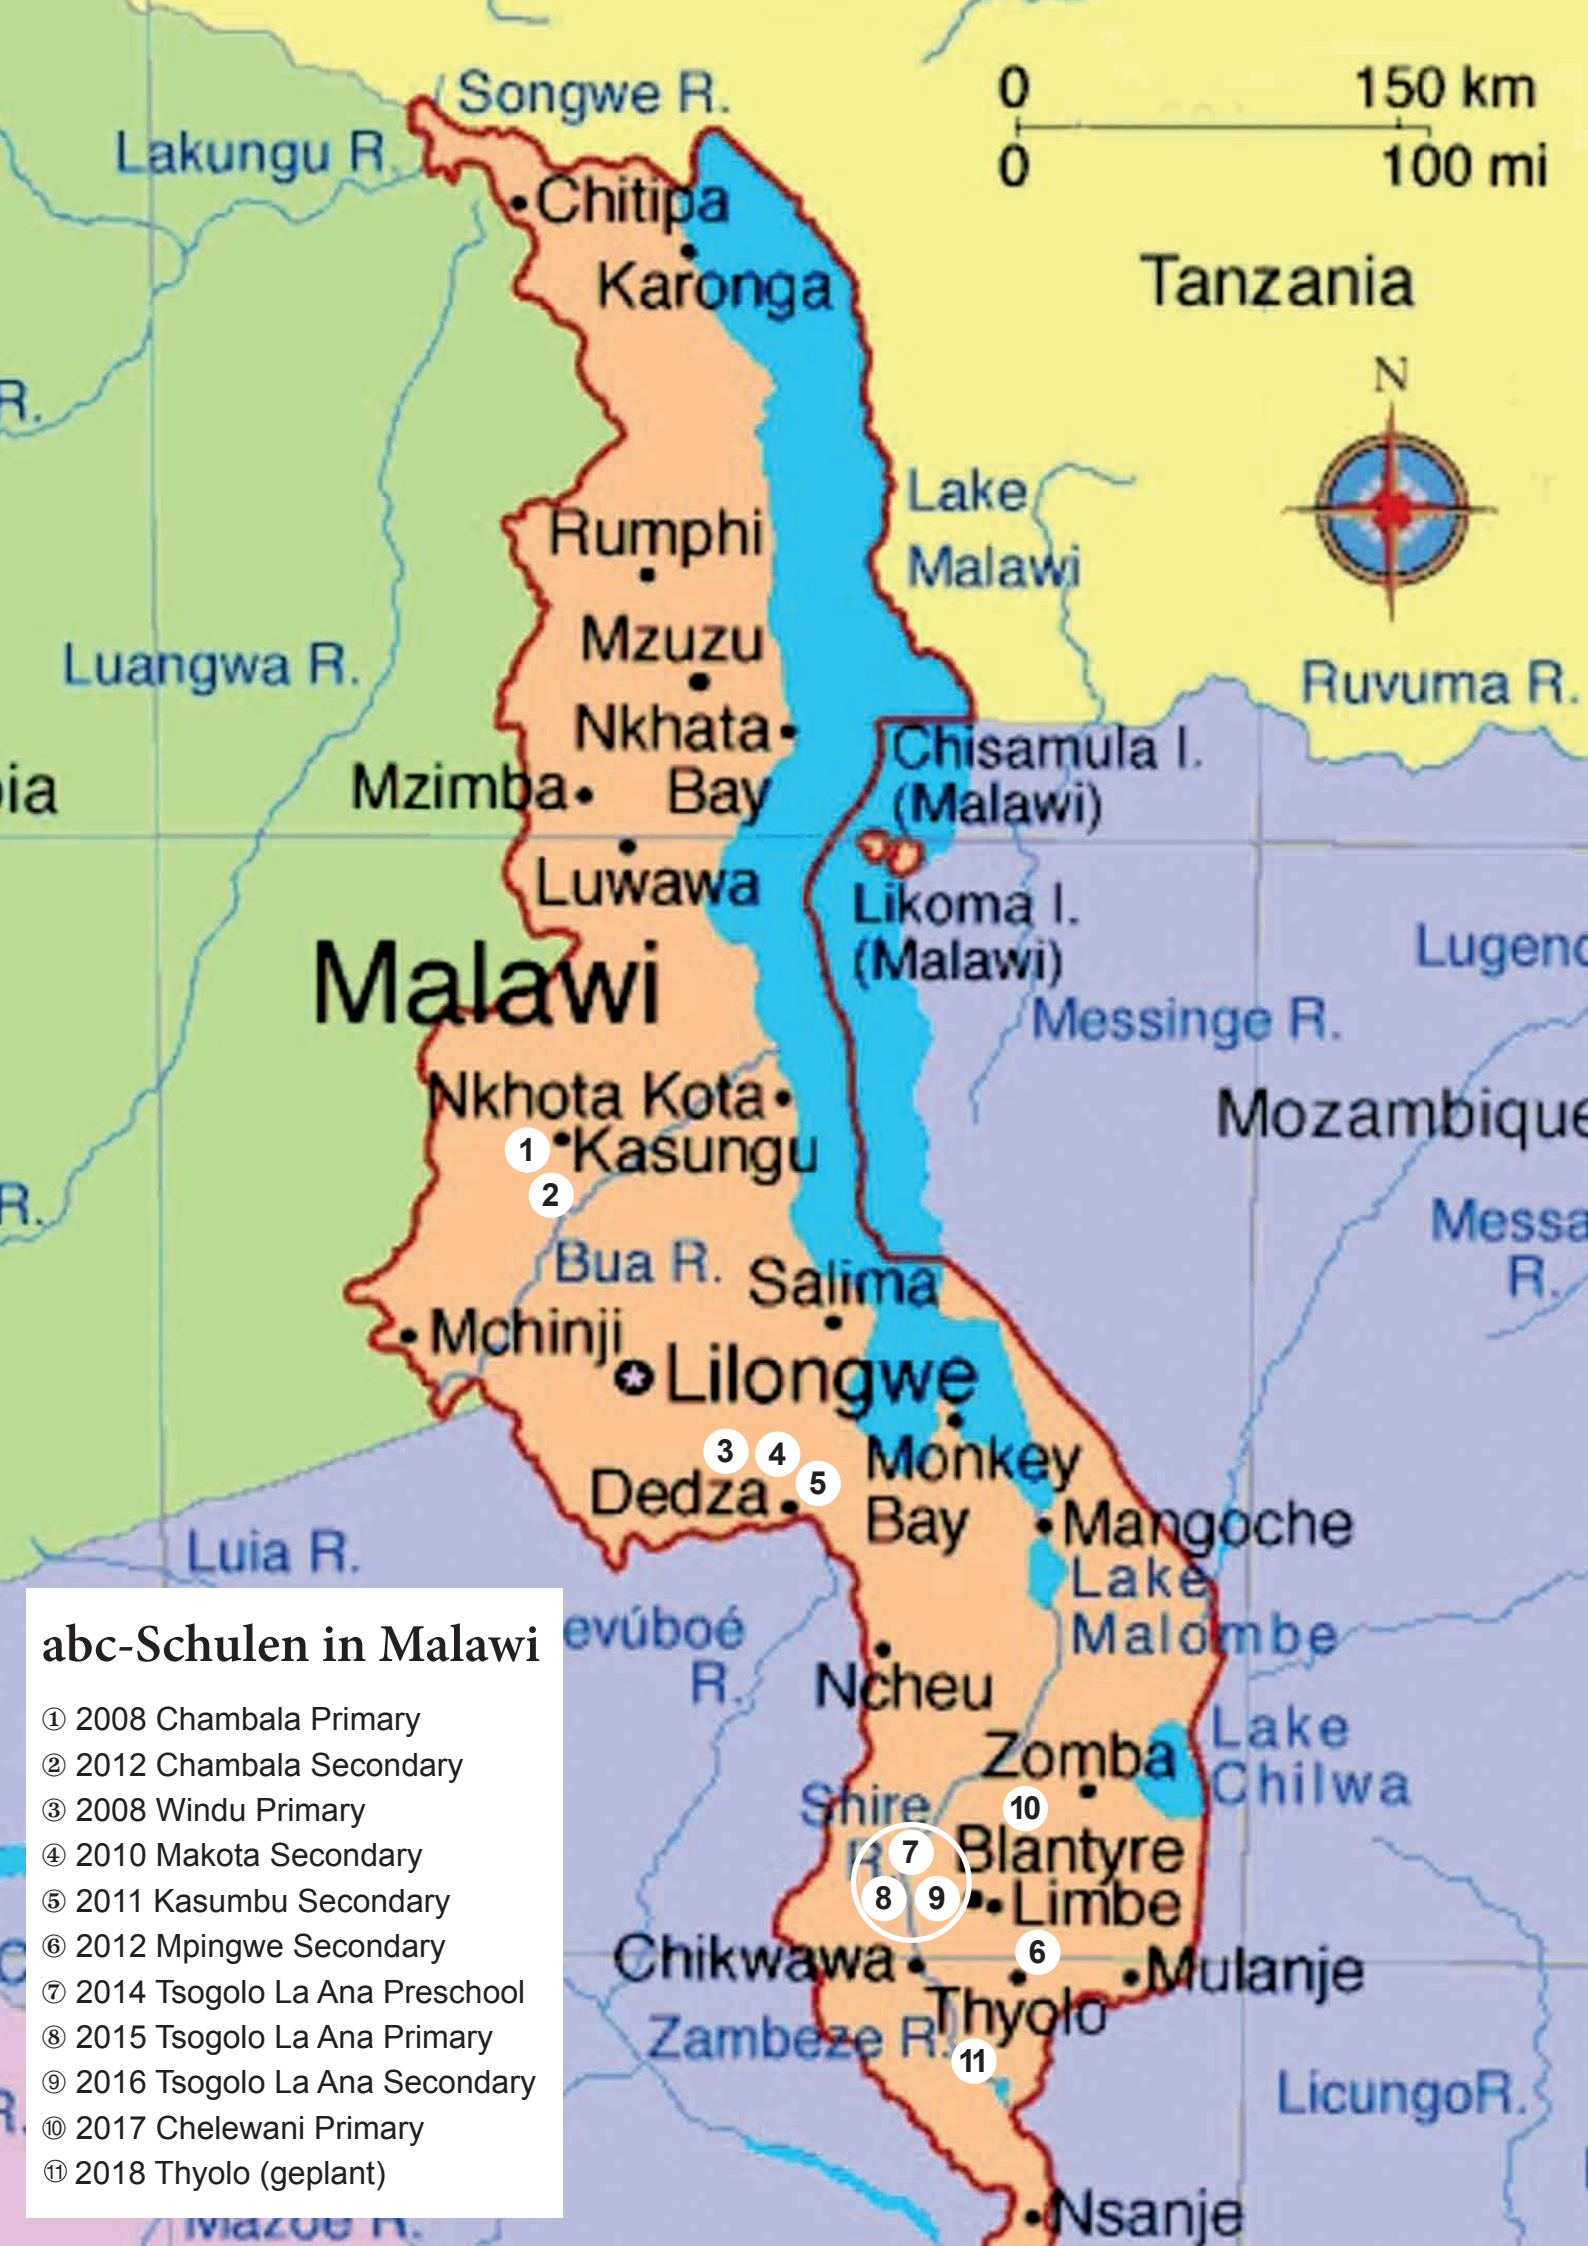 Songwe R.
0 150 km
0 100 mi
Lakungu R.
Chitipa
Karonga
Tanzania
N
R.
Lake
Malawi
Rumphi
Mzuzu
Luangwa R.
Ruvuma R.
Nkhata
Bay
Chisamula I.
(Malawi)
Mzimba
Luwawa
Likoma I.
(Malawi)
Malawi
Messinge R.
Nkhota Kota
Mozambique
1
Kasungu
2
R.
R.
Bua R.
Salima
Mchinji
Lilongwe
3 4 5
Monkey
Bay
Dedza
Mangoche
Luia R.
Lake
Malombe
R.
Ncheu
Lake
Chilwa
Zomba
Shire
R.
10
7
8 9
Blantyre
Limbe
6
Chikwawa
Mulanje
Thyolo
Zambeze R.
11
LicungoR.
Nsanje
R.
Mazoe R.
abc-Schulen in Malawi
① 2008 Chambala Primary
② 2012 Chambala Secondary
③ 2008 Windu Primary
④ 2010 Makota Secondary
⑤ 2011 Kasumbu Secondary
⑥ 2012 Mpingwe Secondary
⑦ 2014 Tsogolo La Ana Preschool
⑧ 2015 Tsogolo La Ana Primary
⑨ 2016 Tsogolo La Ana Secondary
⑩ 2017 Chelewani Primary
⑪ 2018 Thyolo (geplant)